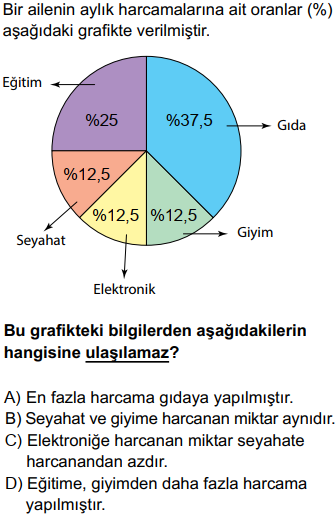 Bir ailenin aylık harcamalarına ait oranlar (%)
aşağıdaki grafikte verilmiştir.
Eğitim
%25
%37,5
Gıda
%12,5
%12,5
%12,5
Seyahat
Giyim
Elektronik
Bu grafikteki bilgilerden aşağıdakilerin
hangisine ulaşılamaz?
A) En fazla harcama gıdaya yapılmıştır.
B) Seyahat ve giyime harcanan miktar aynıdır.
C) Elektroniğe harcanan miktar seyahate
harcanandan azdır.
D) Eğitime, giyimden daha fazla harcama
yapılmıştır.